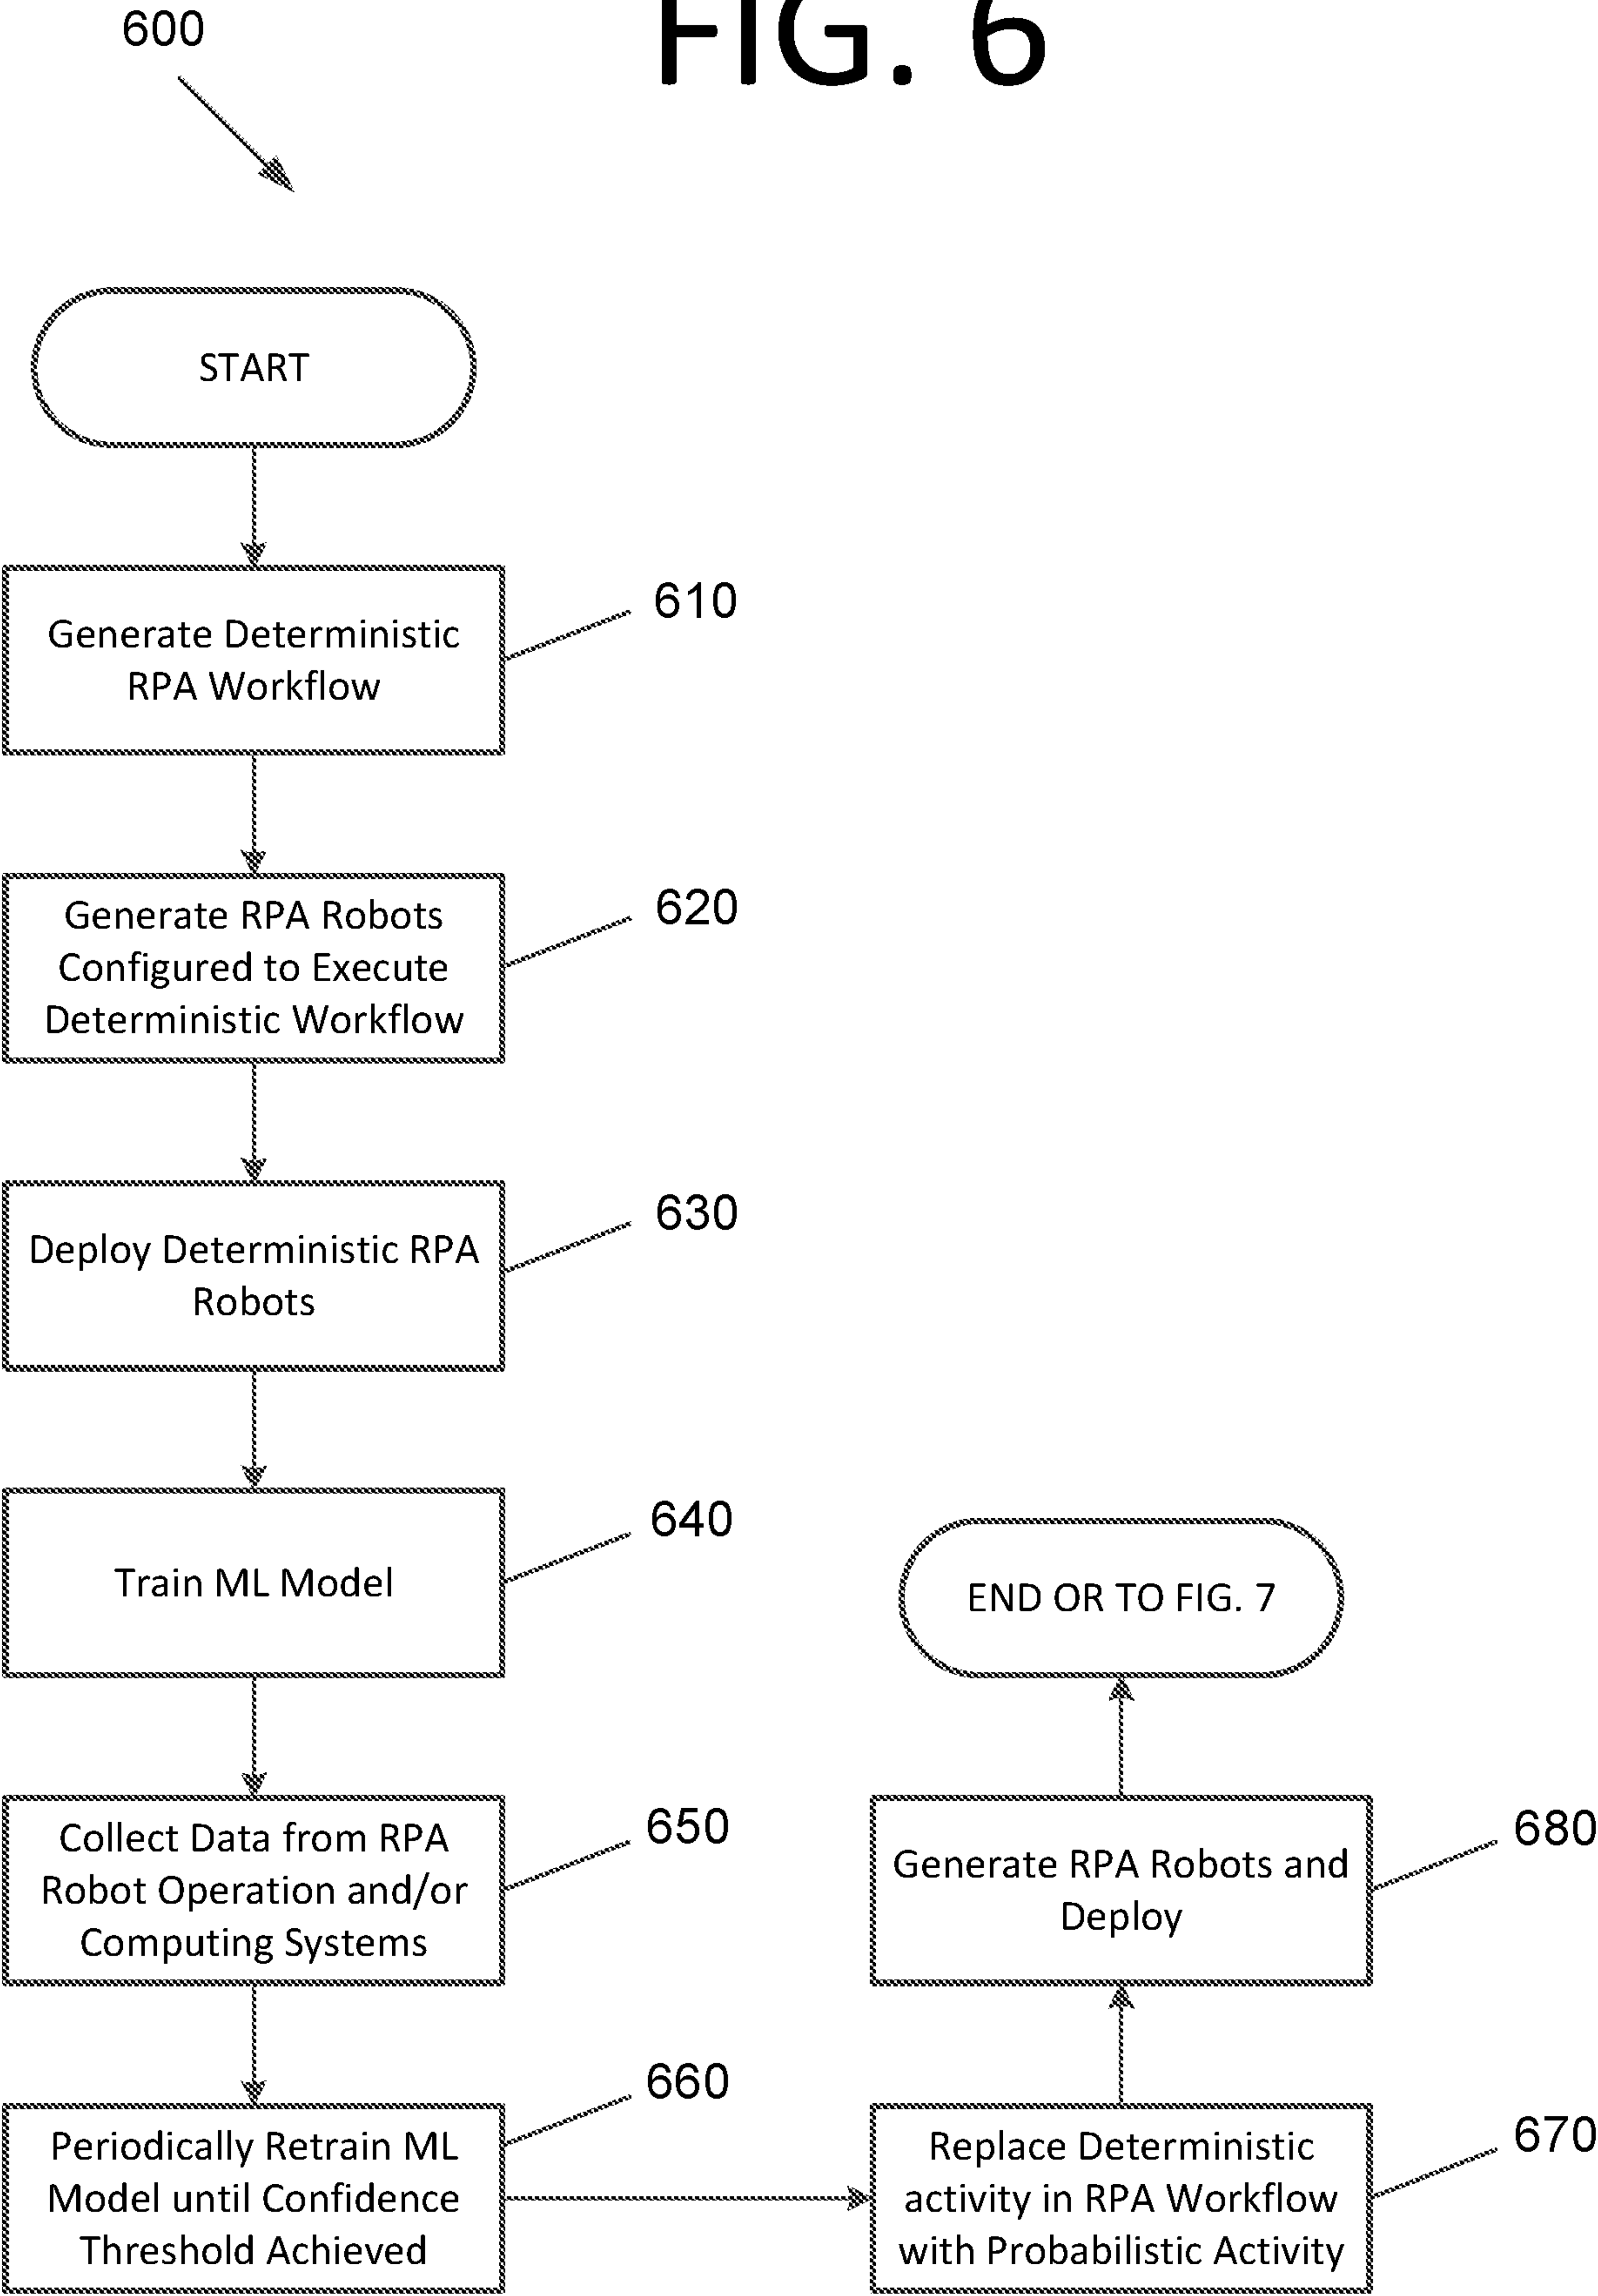 600
FIG. 6
START
Generate Deterministic
RPA Workflow
610
Generate RPA Robots
Configured to Execute
Deterministic Workflow
620
Deploy Deterministic RPA
Robots
630
Train ML Model
640
Collect Data from RPA
Robot Operation and/or
Computing Systems
650
Periodically Retrain ML
Model until Confidence
Threshold Achieved
660
Replace Deterministic
activity in RPA Workflow
with Probabilistic Activity
670
Generate RPA Robots and
Deploy
680
END OR TO FIG. 7